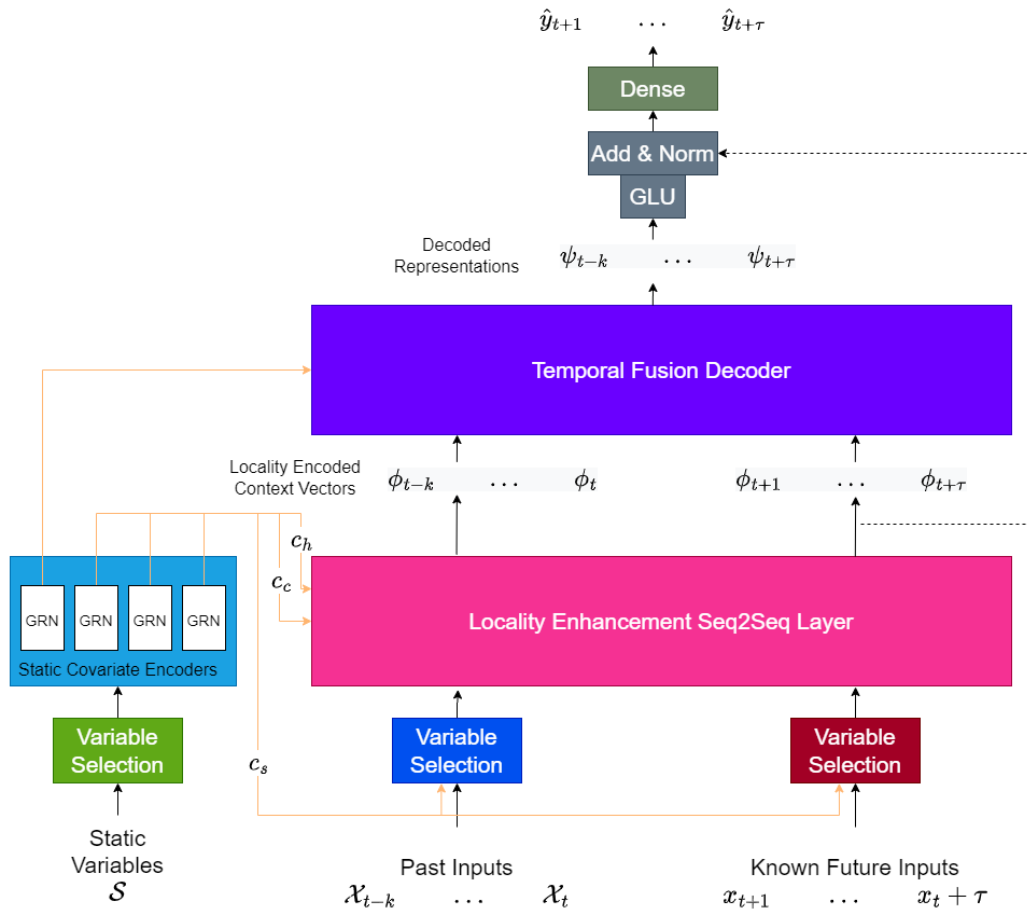 ŷ_{t+1} ... ŷ_{t+τ}
Dense
Add & Norm
GLU
Decoded
Representations
ψ_{t−k} ... ψ_{t+τ}
Temporal Fusion Decoder
Locality Encoded
Context Vectors
ϕ_{t−k} ... ϕ_t
ϕ_{t+1} ... ϕ_{t+τ}
c_h
c_c
GRN GRN GRN GRN
Static Covariate Encoders
Locality Enhancement Seq2Seq Layer
Variable
Selection
c_s
Variable
Selection
Variable
Selection
Static
Variables
𝒮
Past Inputs
𝒳_{t−k} ... 𝒳_t
Known Future Inputs
x_{t+1} ... x_t + τ